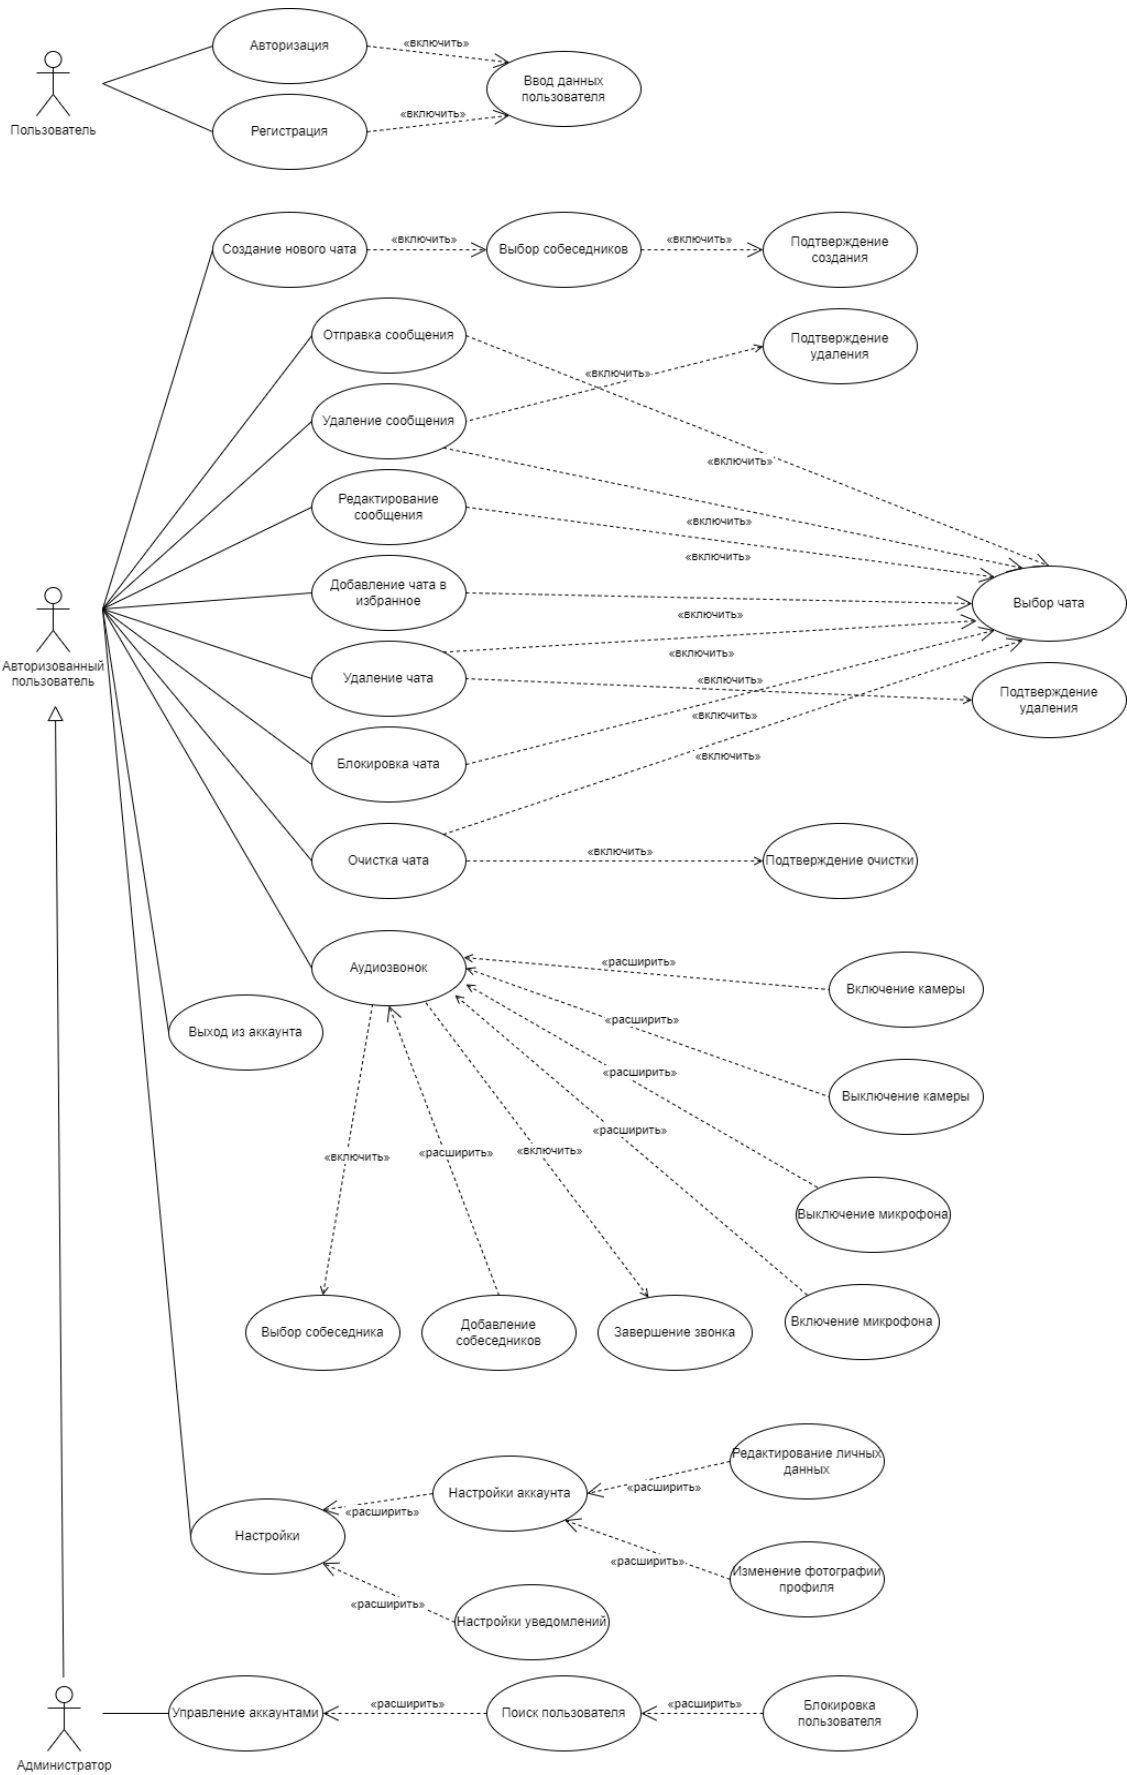 Авторизация
«включить»
Ввод данных
пользователя
Пользователь
«включить»
Регистрация
Создание нового чата
«включить»
Выбор собеседников
«включить»
Подтверждение
создания
Отправка сообщения
Подтверждение
удаления
«включить»
Удаление сообщения
«включить»
Редактирование
сообщения
«включить»
«включить»
Добавление чата в
избранное
Выбор чата
«включить»
Авторизованный
пользователь
Удаление чата
«включить»
«включить»
Подтверждение
удаления
«включить»
Блокировка чата
«включить»
Очистка чата
«включить»
Подтверждение очистки
Аудиозвонок
«расширить»
Включение камеры
Выход из аккаунта
«расширить»
«расширить»
Выключение камеры
«расширить»
«включить»
«расширить»
«включить»
Выключение микрофона
Выбор собеседника
Добавление
собеседников
Завершение звонка
Включение микрофона
Редактирование личных
данных
Настройки аккаунта
«расширить»
«расширить»
Настройки
«расширить»
Изменение фотографии
профиля
«расширить»
Настройки уведомлений
Управление аккаунтами
«расширить»
Поиск пользователя
«расширить»
Блокировка
пользователя
Администратор